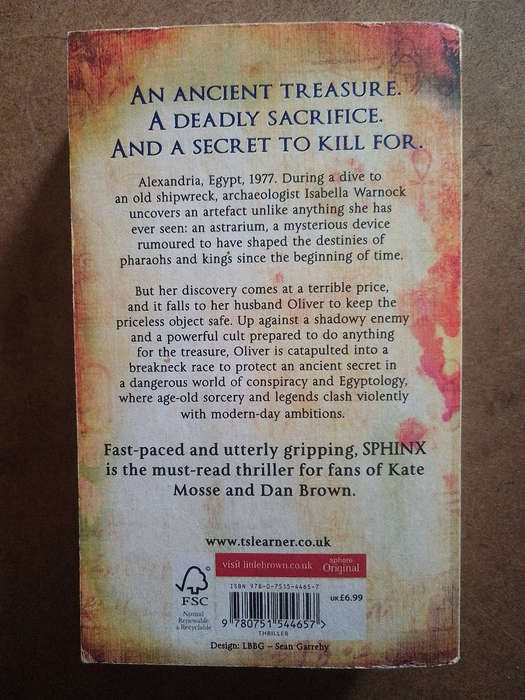 AN ANCIENT TREASURE.
A DEADLY SACRIFICE.
AND A SECRET TO KILL FOR.
Alexandria, Egypt, 1977. During a dive to
an old shipwreck, archaeologist Isabella Warnock
uncovers an artefact unlike anything she has
ever seen: an astrarium, a mysterious device
rumoured to have shaped the destinies of
pharaohs and kings since the beginning of time.
But her discovery comes at a terrible price,
and it falls to her husband Oliver to keep the
priceless object safe. Up against a shadowy enemy
and a powerful cult prepared to do anything
for the treasure, Oliver is catapulted into a
breakneck race to protect an ancient secret in
a dangerous world of conspiracy and Egyptology,
where age-old sorcery and legends clash violently
with modern-day ambitions.
Fast-paced and utterly gripping, SPHINX
is the must-read thriller for fans of Kate
Mosse and Dan Brown.
www.tslearner.co.uk
visit littlebrown.co.uk
sphere
Original
FSC
Natural
Renewable
& Recyclable
ISBN 978-0-7515-4465-7
9 780751 544657 >
THRILLER
UK £6.99
Design: LBBG – Sean Garrehy